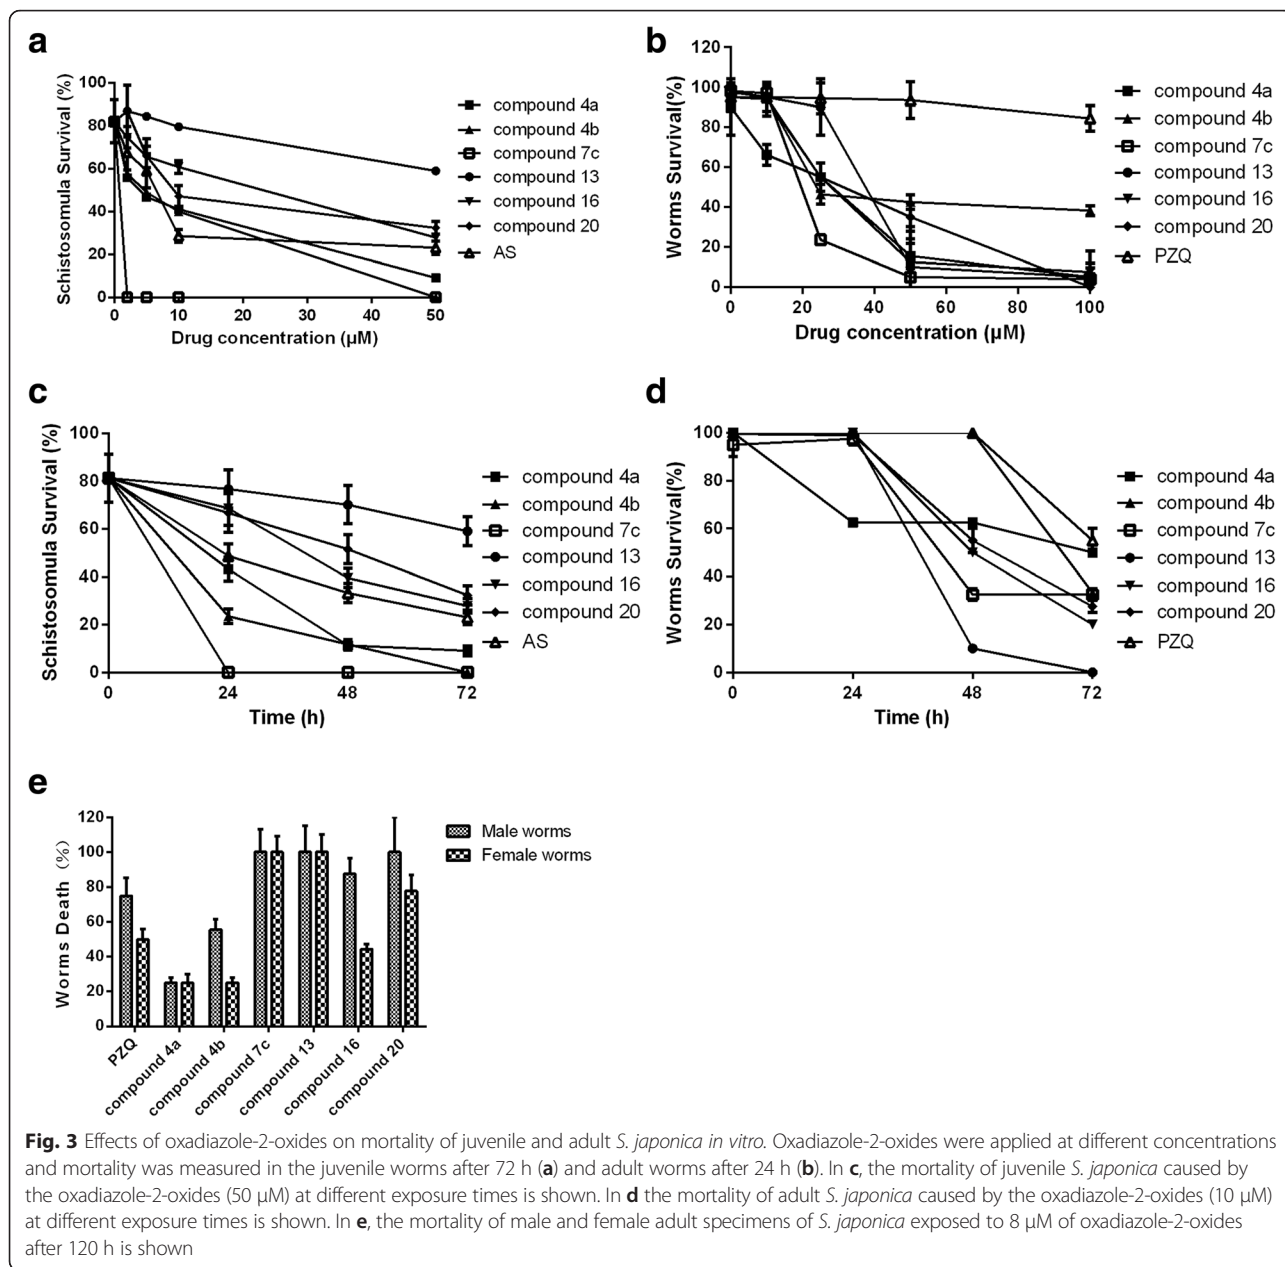 a
Schistosomula Survival (%)
100
80
60
40
20
0
0 10 20 30 40 50
Drug concentration (µM)
compound 4a
compound 4b
compound 7c
compound 13
compound 16
compound 20
AS
b
Worms Survival(%)
120
100
80
60
40
20
0
0 20 40 60 80 100
Drug concentration (µM)
compound 4a
compound 4b
compound 7c
compound 13
compound 16
compound 20
PZQ
c
Schistosomula Survival (%)
100
80
60
40
20
0
0 24 48 72
Time (h)
compound 4a
compound 4b
compound 7c
compound 13
compound 16
compound 20
AS
d
Worms Survival(%)
100
80
60
40
20
0
0 24 48 72
Time (h)
compound 4a
compound 4b
compound 7c
compound 13
compound 16
compound 20
PZQ
e
Worms Death (%)
120
100
80
60
40
20
0
PZQ
compound 4a
compound 4b
compound 7c
compound 13
compound 16
compound 20
Male worms
Female worms
Fig. 3 Effects of oxadiazole-2-oxides on mortality of juvenile and adult S. japonica in vitro. Oxadiazole-2-oxides were applied at different concentrations
and mortality was measured in the juvenile worms after 72 h (a) and adult worms after 24 h (b). In c, the mortality of juvenile S. japonica caused by
the oxadiazole-2-oxides (50 µM) at different exposure times is shown. In d the mortality of adult S. japonica caused by the oxadiazole-2-oxides (10 µM)
at different exposure times is shown. In e, the mortality of male and female adult specimens of S. japonica exposed to 8 µM of oxadiazole-2-oxides
after 120 h is shown